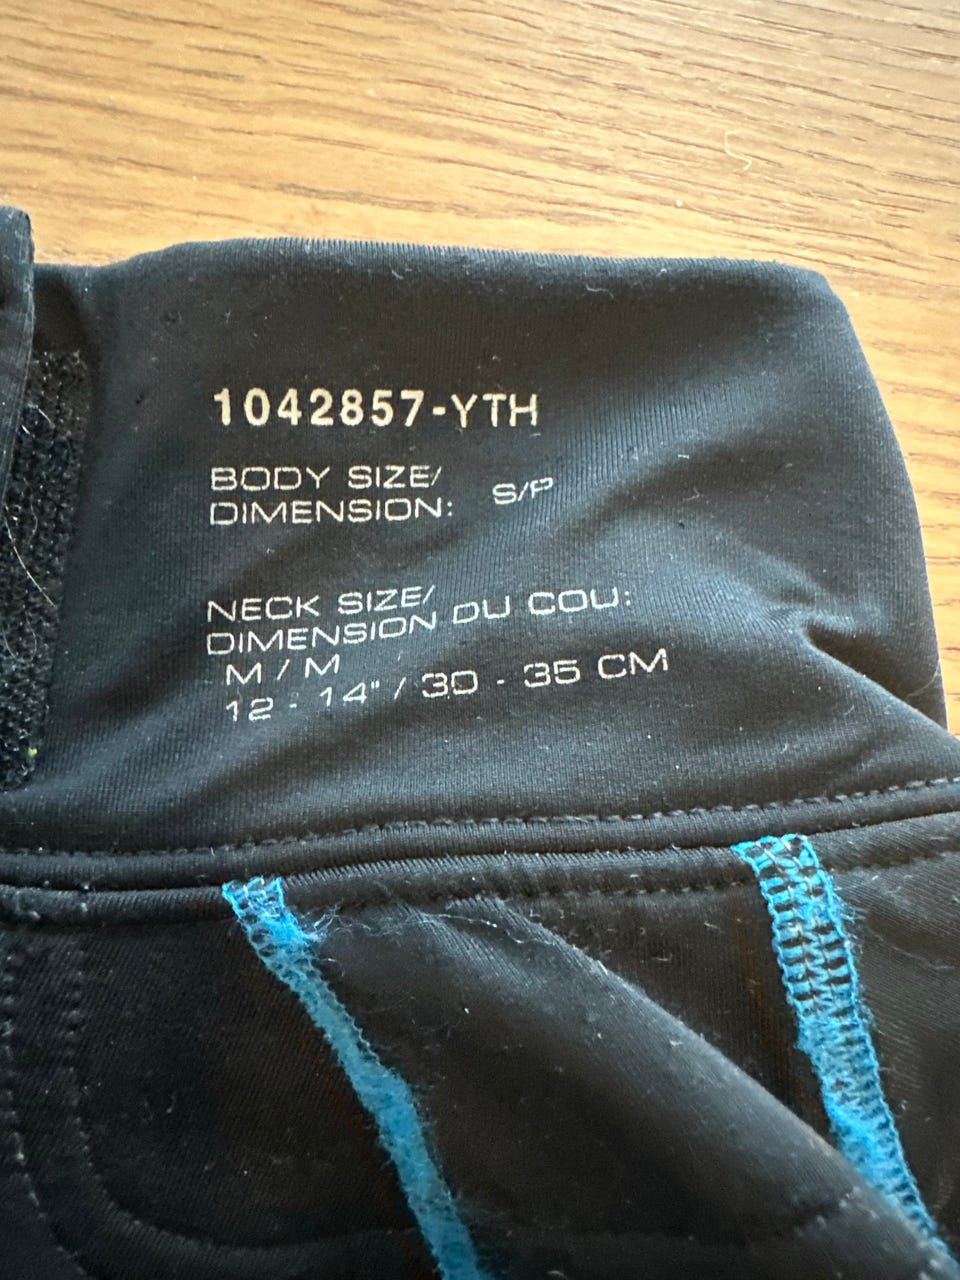 1042857-YTH
BODY SIZE/
DIMENSION: S/P
NECK SIZE/
DIMENSION DU COU:
M / M
12 - 14" / 30 - 35 CM